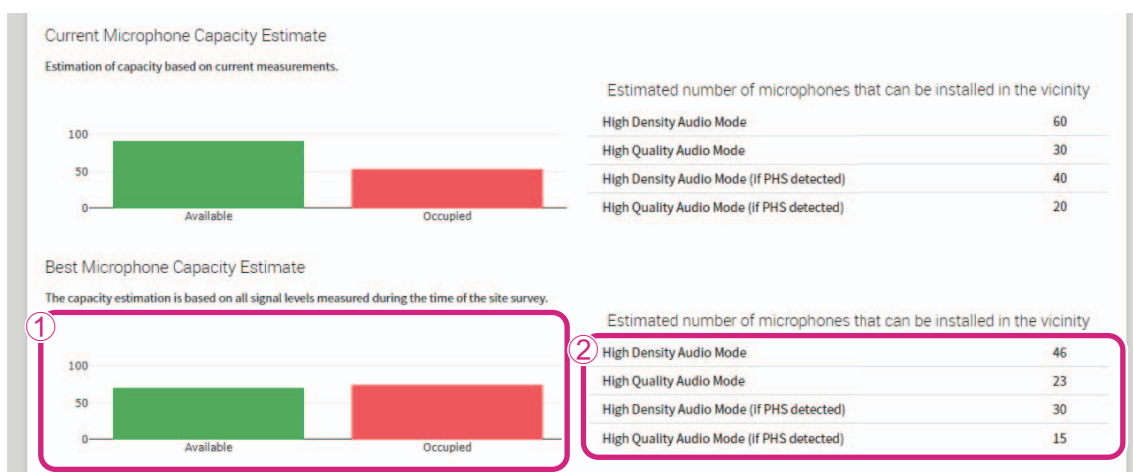 Current Microphone Capacity Estimate
Estimation of capacity based on current measurements.
Estimated number of microphones that can be installed in the vicinity
High Density Audio Mode 60
High Quality Audio Mode 30
High Density Audio Mode (if PHS detected) 40
High Quality Audio Mode (if PHS detected) 20
100
50
0
Available Occupied
Best Microphone Capacity Estimate
The capacity estimation is based on all signal levels measured during the time of the site survey.
1
100
50
0
Available Occupied
Estimated number of microphones that can be installed in the vicinity
2
High Density Audio Mode 46
High Quality Audio Mode 23
High Density Audio Mode (if PHS detected) 30
High Quality Audio Mode (if PHS detected) 15